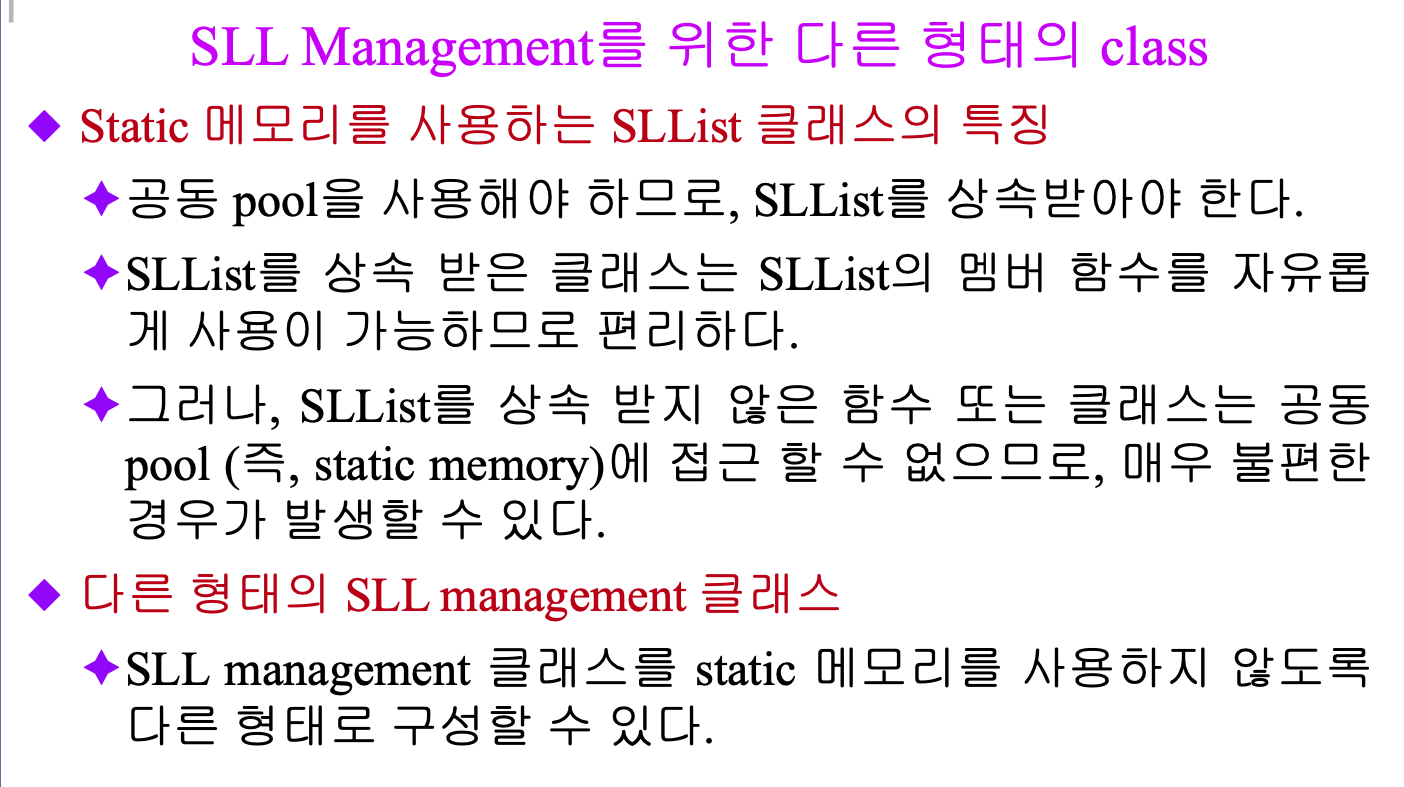 SLL Management를 위한 다른 형태의 class
Static 메모리를 사용하는 SLList 클래스의 특징
공동 pool을 사용해야 하므로, SLList를 상속받아야 한다.
SLList를 상속 받은 클래스는 SLList의 멤버 함수를 자유롭
게 사용이 가능하므로 편리하다.
그러나, SLList를 상속 받지 않은 함수 또는 클래스는 공동
pool (즉, static memory)에 접근 할 수 없으므로, 매우 불편한
경우가 발생할 수 있다.
다른 형태의 SLL management 클래스
SLL management 클래스를 static 메모리를 사용하지 않도록
다른 형태로 구성할 수 있다.